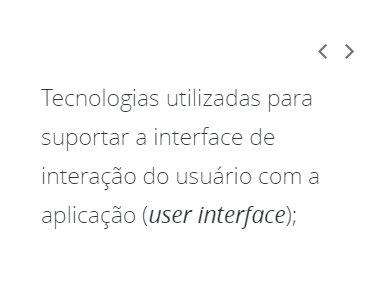 Tecnologias utilizadas para
suportar a interface de
interação do usuário com a
aplicação (user interface);